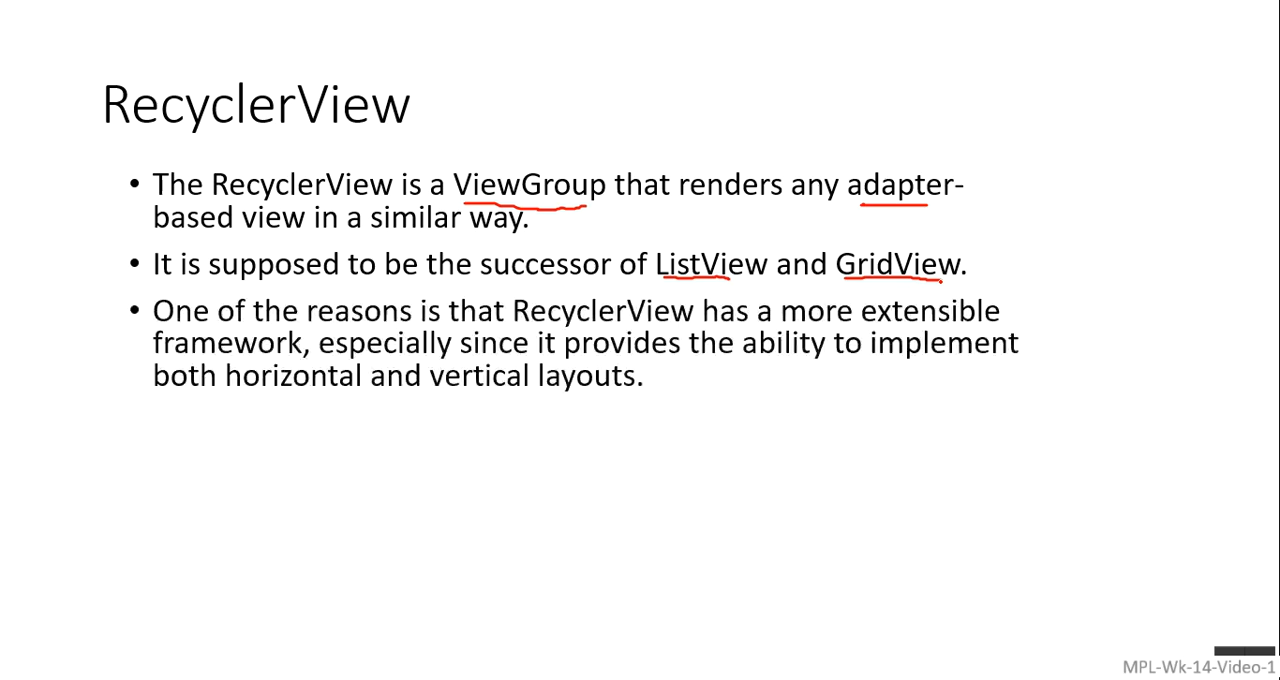 RecyclerView
• The RecyclerView is a ViewGroup that renders any adapter-
based view in a similar way.
• It is supposed to be the successor of ListView and GridView.
• One of the reasons is that RecyclerView has a more extensible
framework, especially since it provides the ability to implement
both horizontal and vertical layouts.
MPL-Wk-14-Video-1